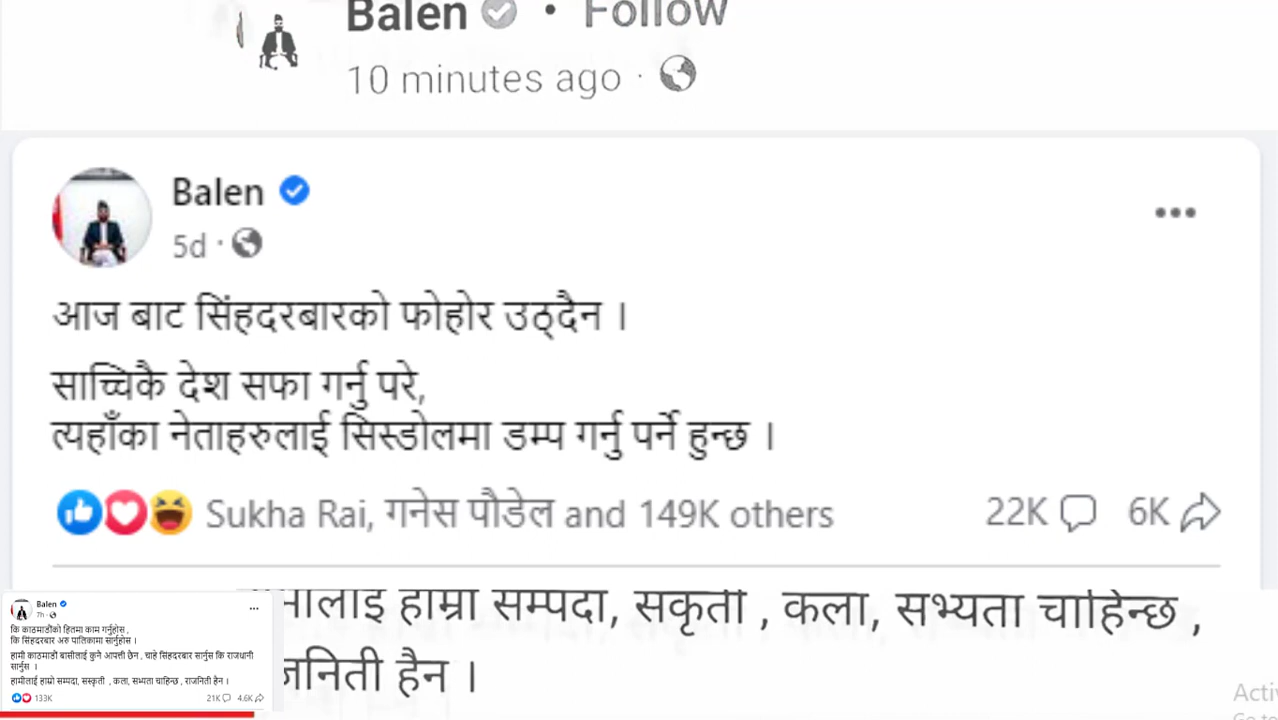 Balen • Follow
10 minutes ago ·
Balen
5d ·
आज बाट सिंहदरबारको फोहोर उठ्दैन ।
साच्चिकै देश सफा गर्नु परे,
त्यहाँका नेताहरुलाई सिस्डोलमा डम्प गर्नु पर्ने हुन्छ ।
Sukha Rai, गनेस पौडेल and 149K others 22K 6K
हाम्रा सम्पदा, सकृती , कला, सभ्यता चाहिन्छ ,
हैन ।
Balen
7h ·
कि काठमाडौंको हितमा काम गर्नुहोस ,
कि सिंहदरबार अरु पालिकामा सार्नुहोस ।
हामी काठमाडौ बासीलाई कुनै आपत्ती छैन , चाहे सिंहदरबार सार्नुस कि राजधानी
सार्नुस ।
हामीलाई हाम्रो सम्पदा, सस्कृती , कला, सभ्यता चाहिन्छ , राजनिती हैन ।
133K 21K 4.6K